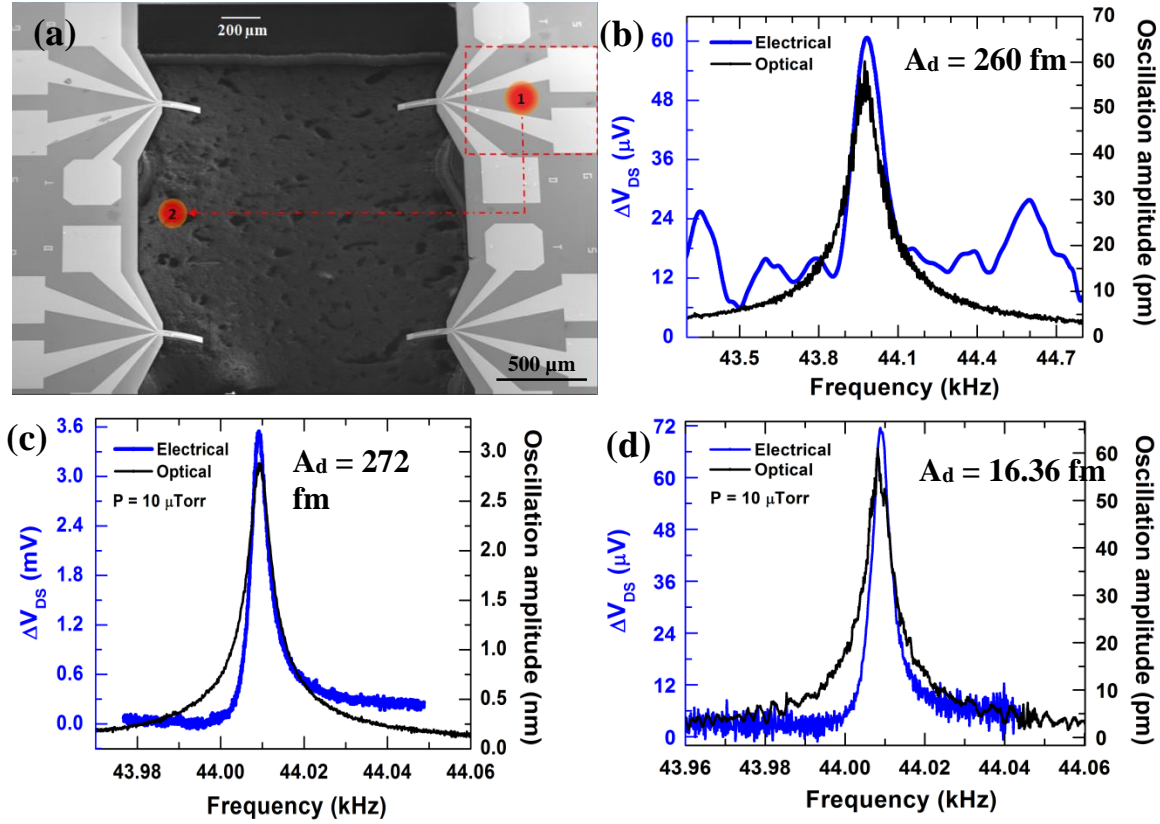 (a)
200 µm
1
2
T
D
G
S
500 µm
(b)
Electrical
Optical
A_d = 260 fm
60
48
36
24
12
0
ΔV_DS (µV)
70
60
50
40
30
20
10
0
Oscillation amplitude (pm)
43.5 43.8 44.1 44.4 44.7
Frequency (kHz)
(c)
Electrical
Optical
P = 10 µTorr
A_d = 272
fm
3.6
3.0
2.4
1.8
1.2
0.6
0.0
ΔV_DS (mV)
3.0
2.5
2.0
1.5
1.0
0.5
0.0
Oscillation amplitude (nm)
43.98 44.00 44.02 44.04 44.06
Frequency (kHz)
(d)
Electrical
Optical
P = 10 µTorr
A_d = 16.36 fm
72
60
48
36
24
12
0
ΔV_DS (µV)
60
50
40
30
20
10
0
Oscillation amplitude (pm)
43.96 43.98 44.00 44.02 44.04 44.06
Frequency (kHz)